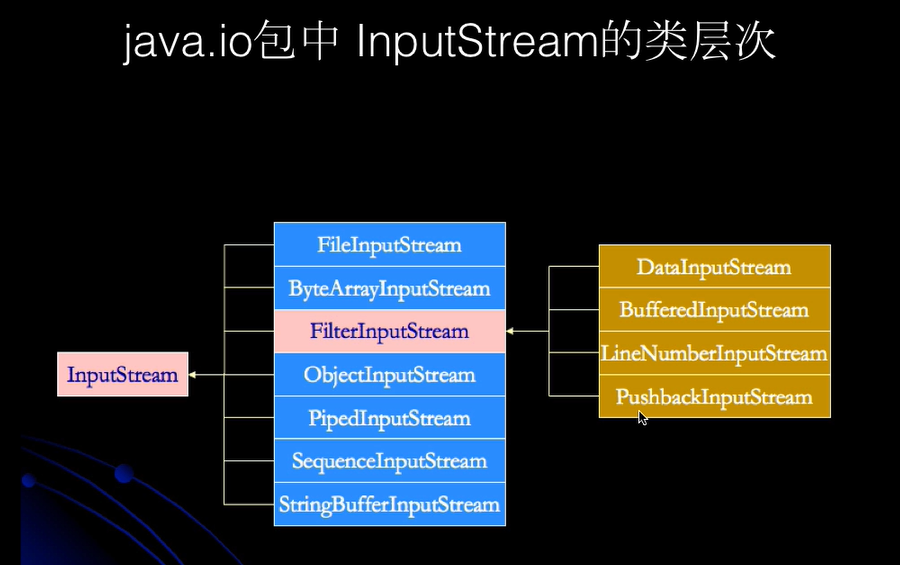 java.io包中 InputStream的类层次
InputStream
FileInputStream
ByteArrayInputStream
FilterInputStream
ObjectInputStream
PipedInputStream
SequenceInputStream
StringBufferInputStream
DataInputStream
BufferedInputStream
LineNumberInputStream
PushbackInputStream